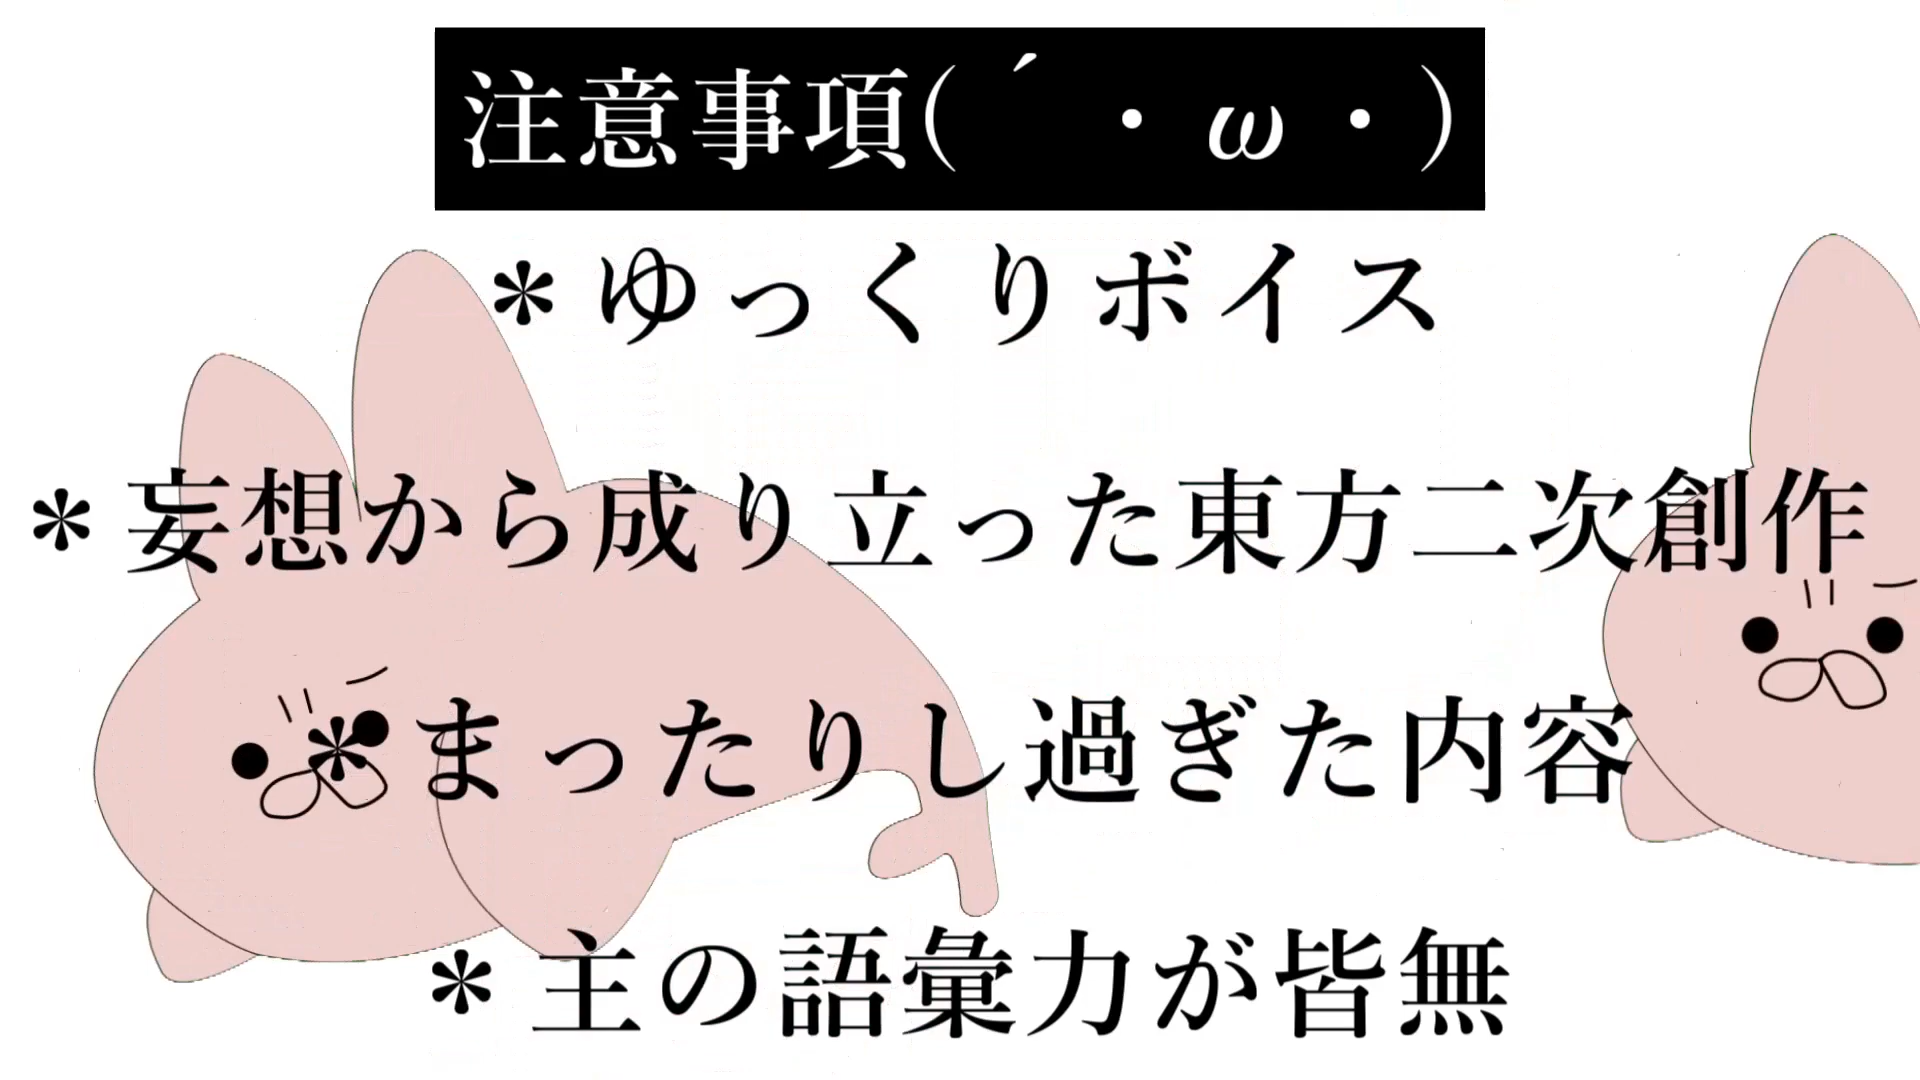 注意事項(´・ω・)
*ゆっくりボイス
*妄想から成り立った東方二次創作
*まったりし過ぎた内容
*主の語彙力が皆無